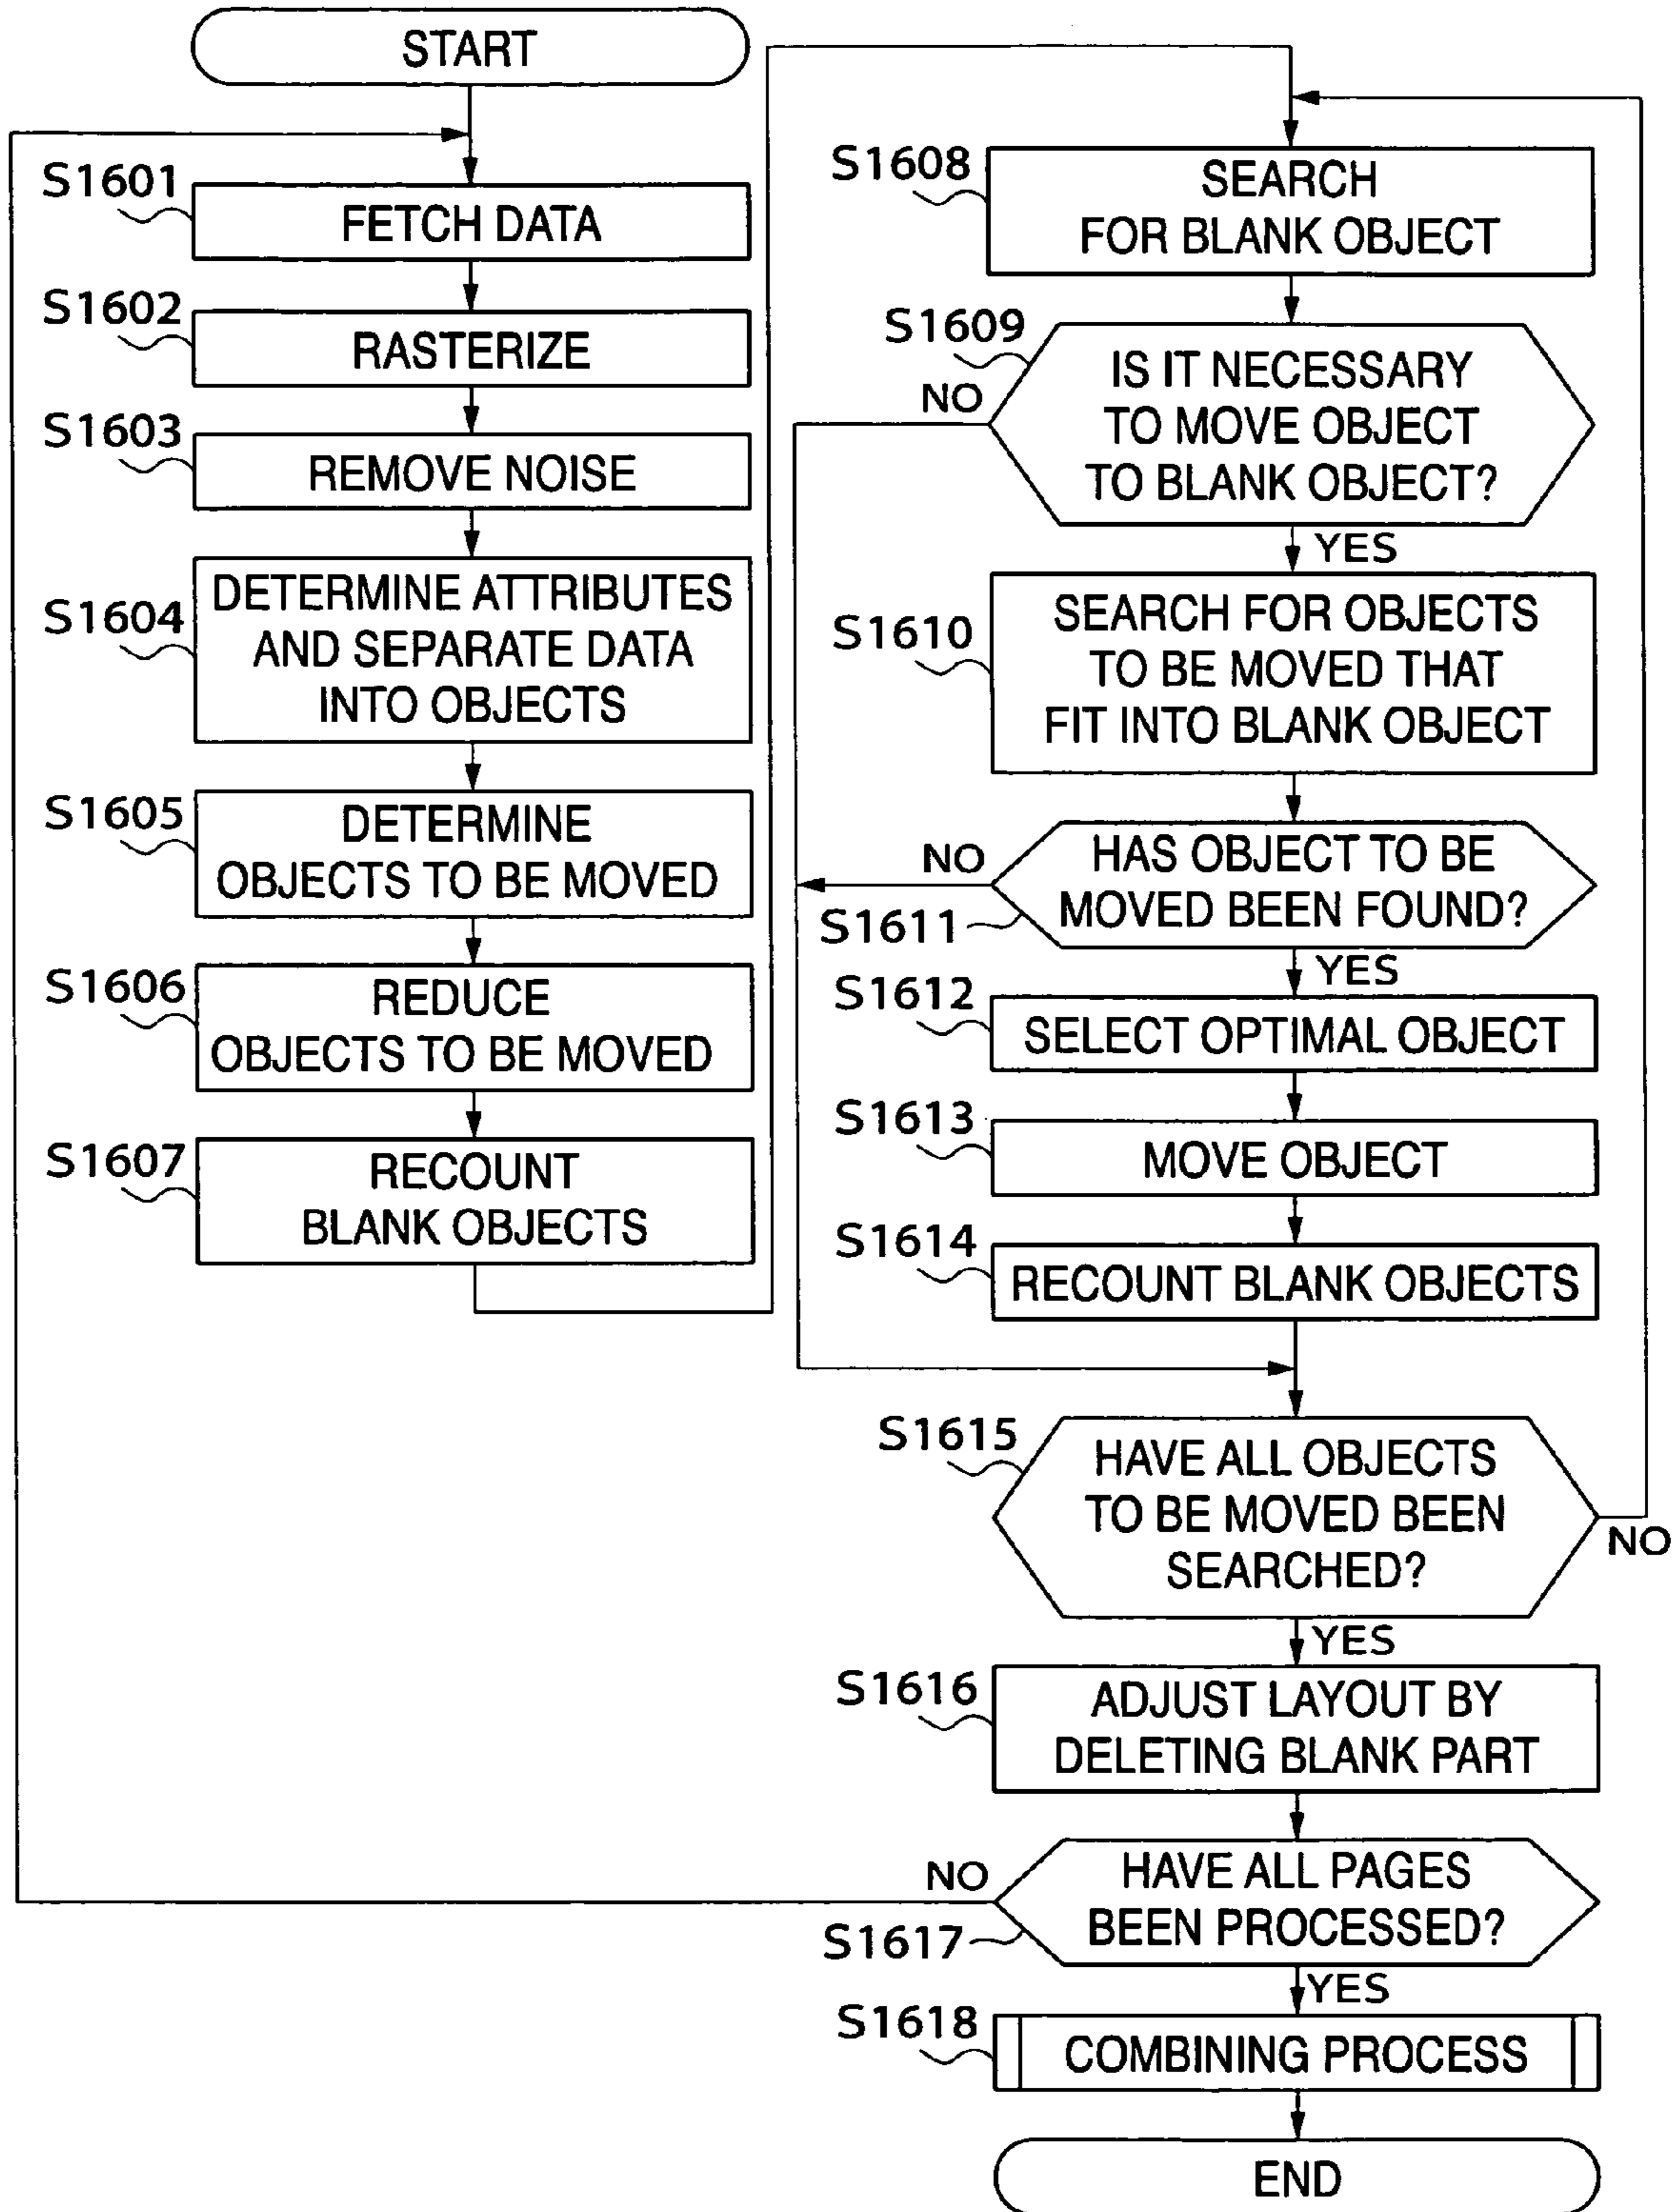 START
S1601
FETCH DATA
S1602
RASTERIZE
S1603
REMOVE NOISE
S1604
DETERMINE ATTRIBUTES
AND SEPARATE DATA
INTO OBJECTS
S1605
DETERMINE
OBJECTS TO BE MOVED
S1606
REDUCE
OBJECTS TO BE MOVED
S1607
RECOUNT
BLANK OBJECTS
S1608
SEARCH
FOR BLANK OBJECT
S1609
IS IT NECESSARY
TO MOVE OBJECT
TO BLANK OBJECT?
NO
YES
S1610
SEARCH FOR OBJECTS
TO BE MOVED THAT
FIT INTO BLANK OBJECT
NO
HAS OBJECT TO BE
MOVED BEEN FOUND?
S1611
YES
S1612
SELECT OPTIMAL OBJECT
S1613
MOVE OBJECT
S1614
RECOUNT BLANK OBJECTS
S1615
HAVE ALL OBJECTS
TO BE MOVED BEEN
SEARCHED?
NO
YES
S1616
ADJUST LAYOUT BY
DELETING BLANK PART
NO
HAVE ALL PAGES
BEEN PROCESSED?
S1617
YES
S1618
COMBINING PROCESS
END